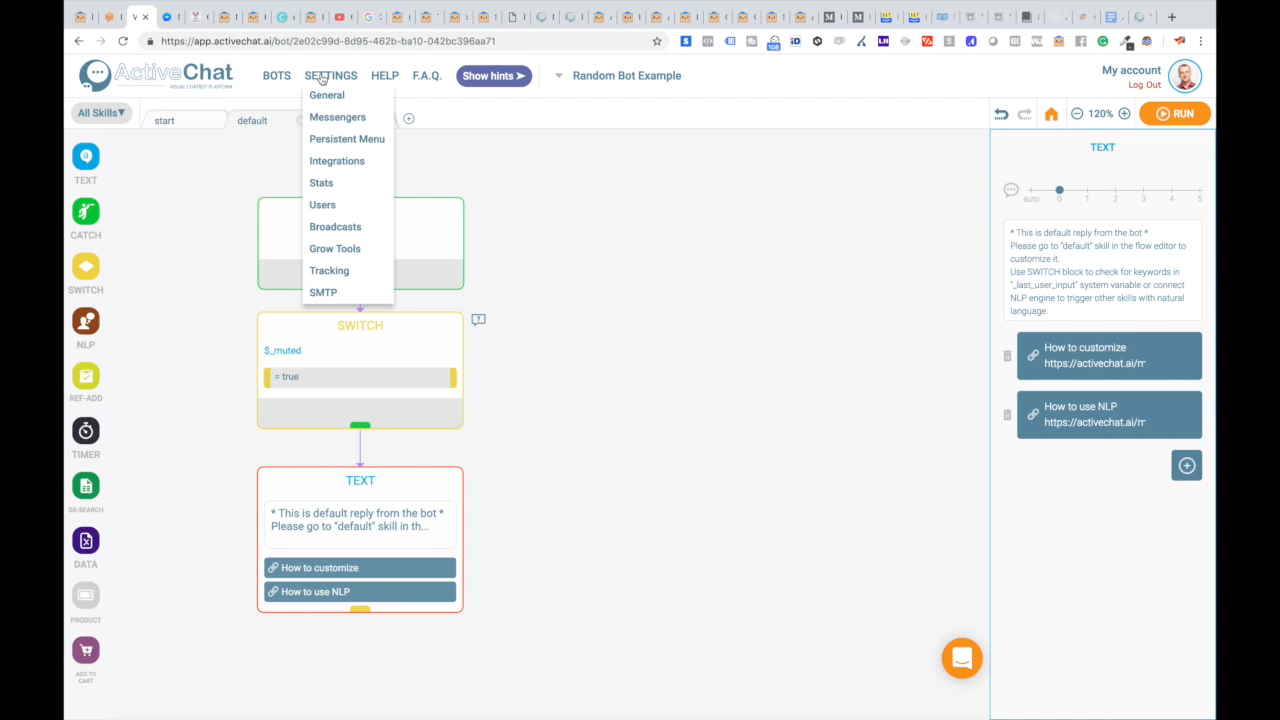 https://app.activechat.ai/bot/2e02c99d-8d95-462b-ba10-042bc396aa71
108
ActiveChat
VISUAL CHATBOT PLATFORM
BOTS
SETTINGS
HELP
F.A.Q.
Show hints
Random Bot Example
My account
Log Out
All Skills
start
default
120%
RUN
General
Messengers
Persistent Menu
Integrations
Stats
Users
Broadcasts
Grow Tools
Tracking
SMTP
TEXT
CATCH
SWITCH
NLP
REF-ADD
TIMER
GS-SEARCH
DATA
PRODUCT
ADD TO
CART
SWITCH
$_muted
= true
TEXT
* This is default reply from the bot *
Please go to "default" skill in th...
How to customize
How to use NLP
TEXT
auto 0 1 2 3 4 5
* This is default reply from the bot *
Please go to "default" skill in the flow editor to
customize it.
Use SWITCH block to check for keywords in
"_last_user_input" system variable or connect
NLP engine to trigger other skills with natural
language.
How to customize
https://activechat.ai/m
How to use NLP
https://activechat.ai/m